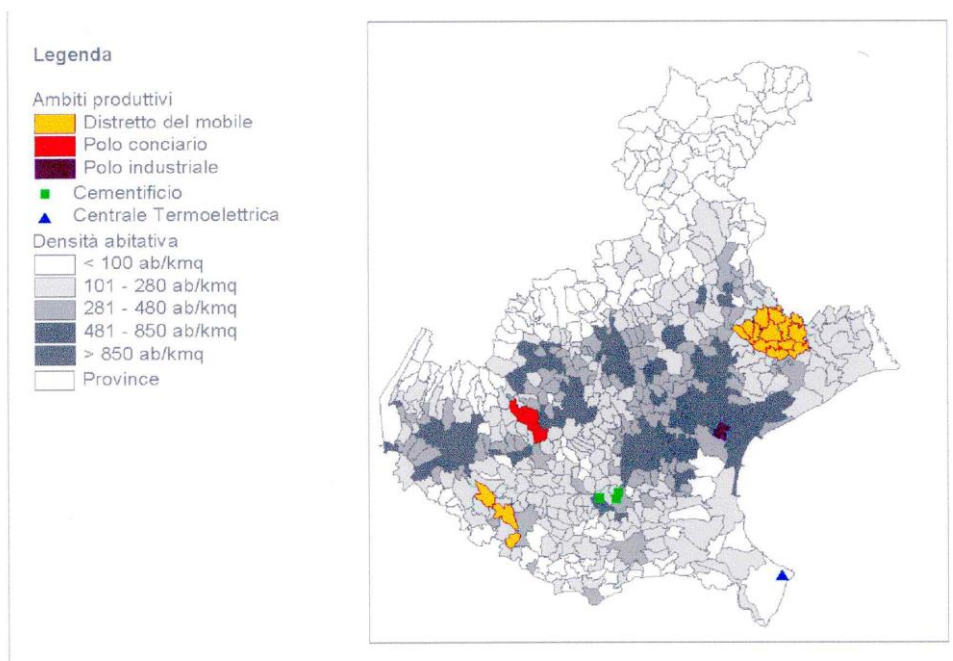 Legenda
Ambiti produttivi
Distretto del mobile
Polo conciario
Polo industriale
Cementificio
Centrale Termoelettrica
Densità abitativa
< 100 ab/kmq
101 - 280 ab/kmq
281 - 480 ab/kmq
481 - 850 ab/kmq
> 850 ab/kmq
Province